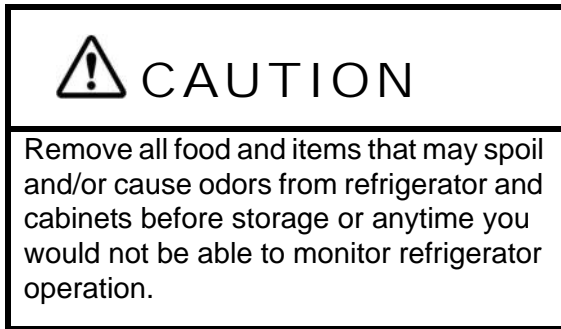 CAUTION
Remove all food and items that may spoil
and/or cause odors from refrigerator and
cabinets before storage or anytime you
would not be able to monitor refrigerator
operation.